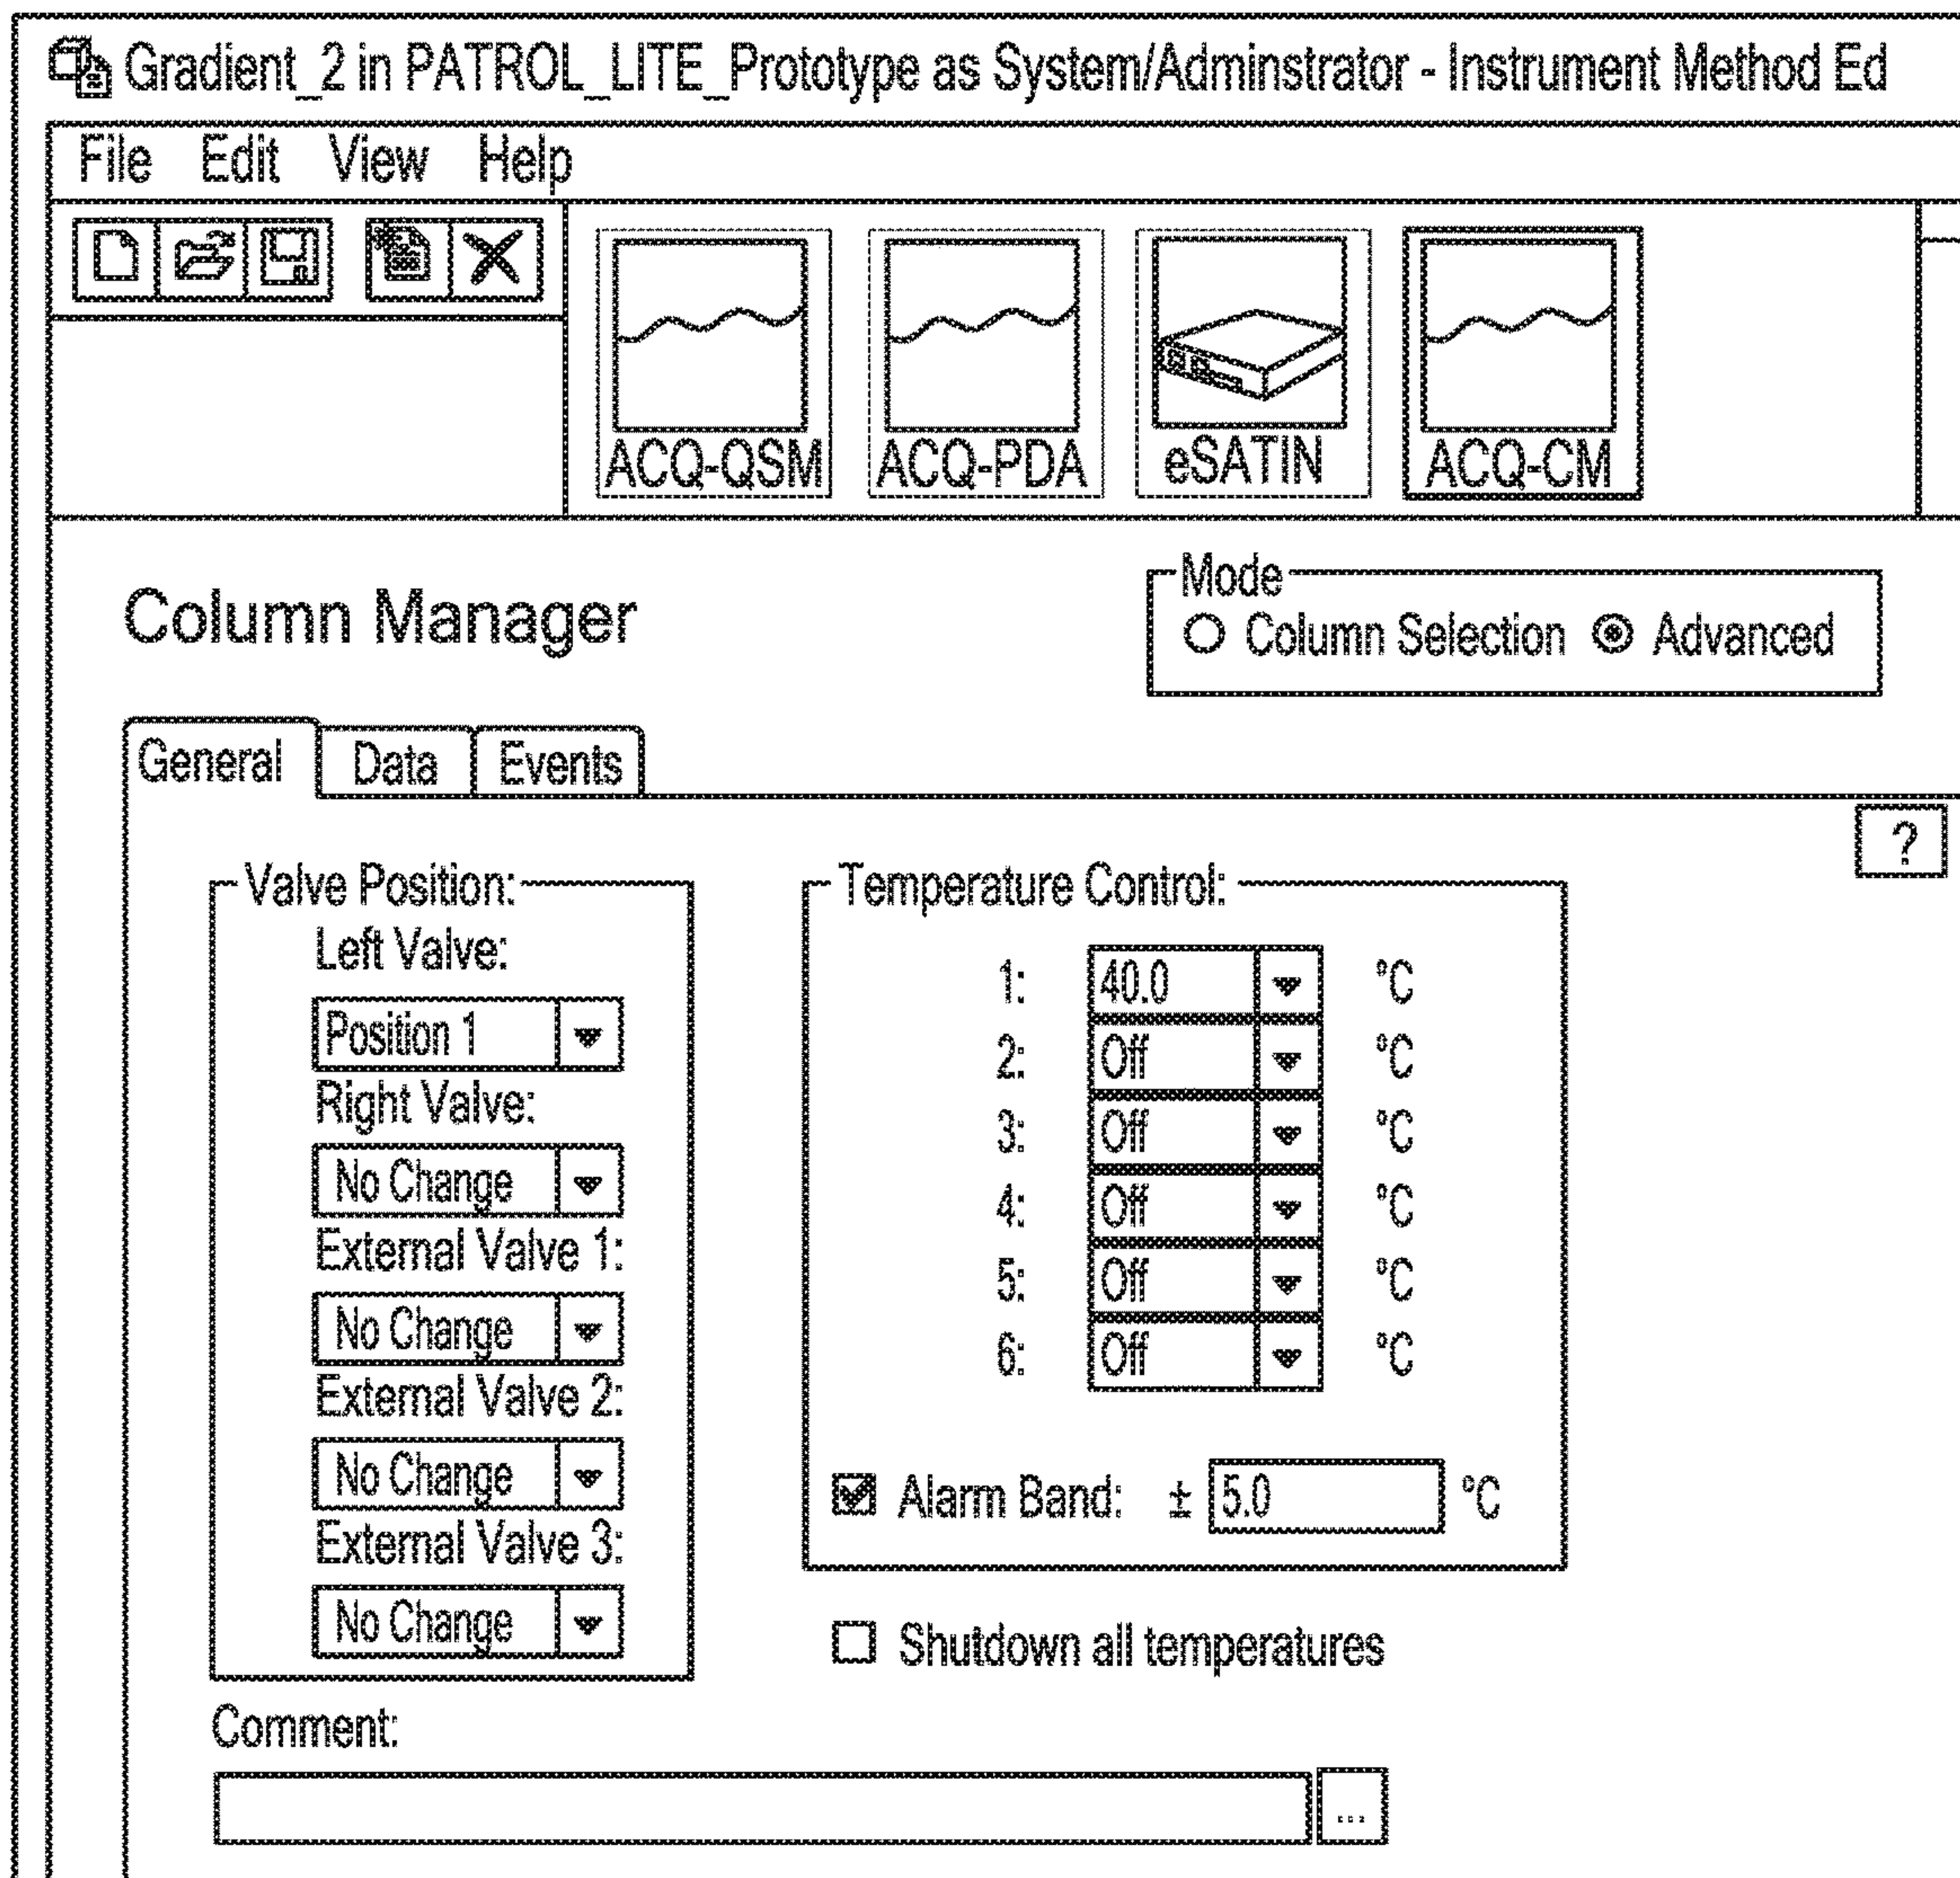 Gradient_2 in PATROL_LITE_Prototype as System/Adminstrator - Instrument Method Ed
File Edit View Help
ACQ-QSM ACQ-PDA eSATIN ACQ-CM
Column Manager
Mode
Column Selection Advanced
General Data Events
?
Valve Position:
Left Valve:
Position 1
Right Valve:
No Change
External Valve 1:
No Change
External Valve 2:
No Change
External Valve 3:
No Change
Temperature Control:
1: 40.0 °C
2: Off °C
3: Off °C
4: Off °C
5: Off °C
6: Off °C
Alarm Band: ± 5.0 °C
Shutdown all temperatures
Comment:
...